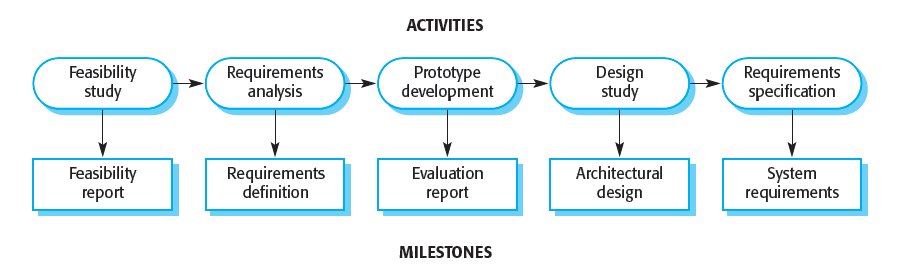 ACTIVITIES
Feasibility
study
Requirements
analysis
Prototype
development
Design
study
Requirements
specification
Feasibility
report
Requirements
definition
Evaluation
report
Architectural
design
System
requirements
MILESTONES